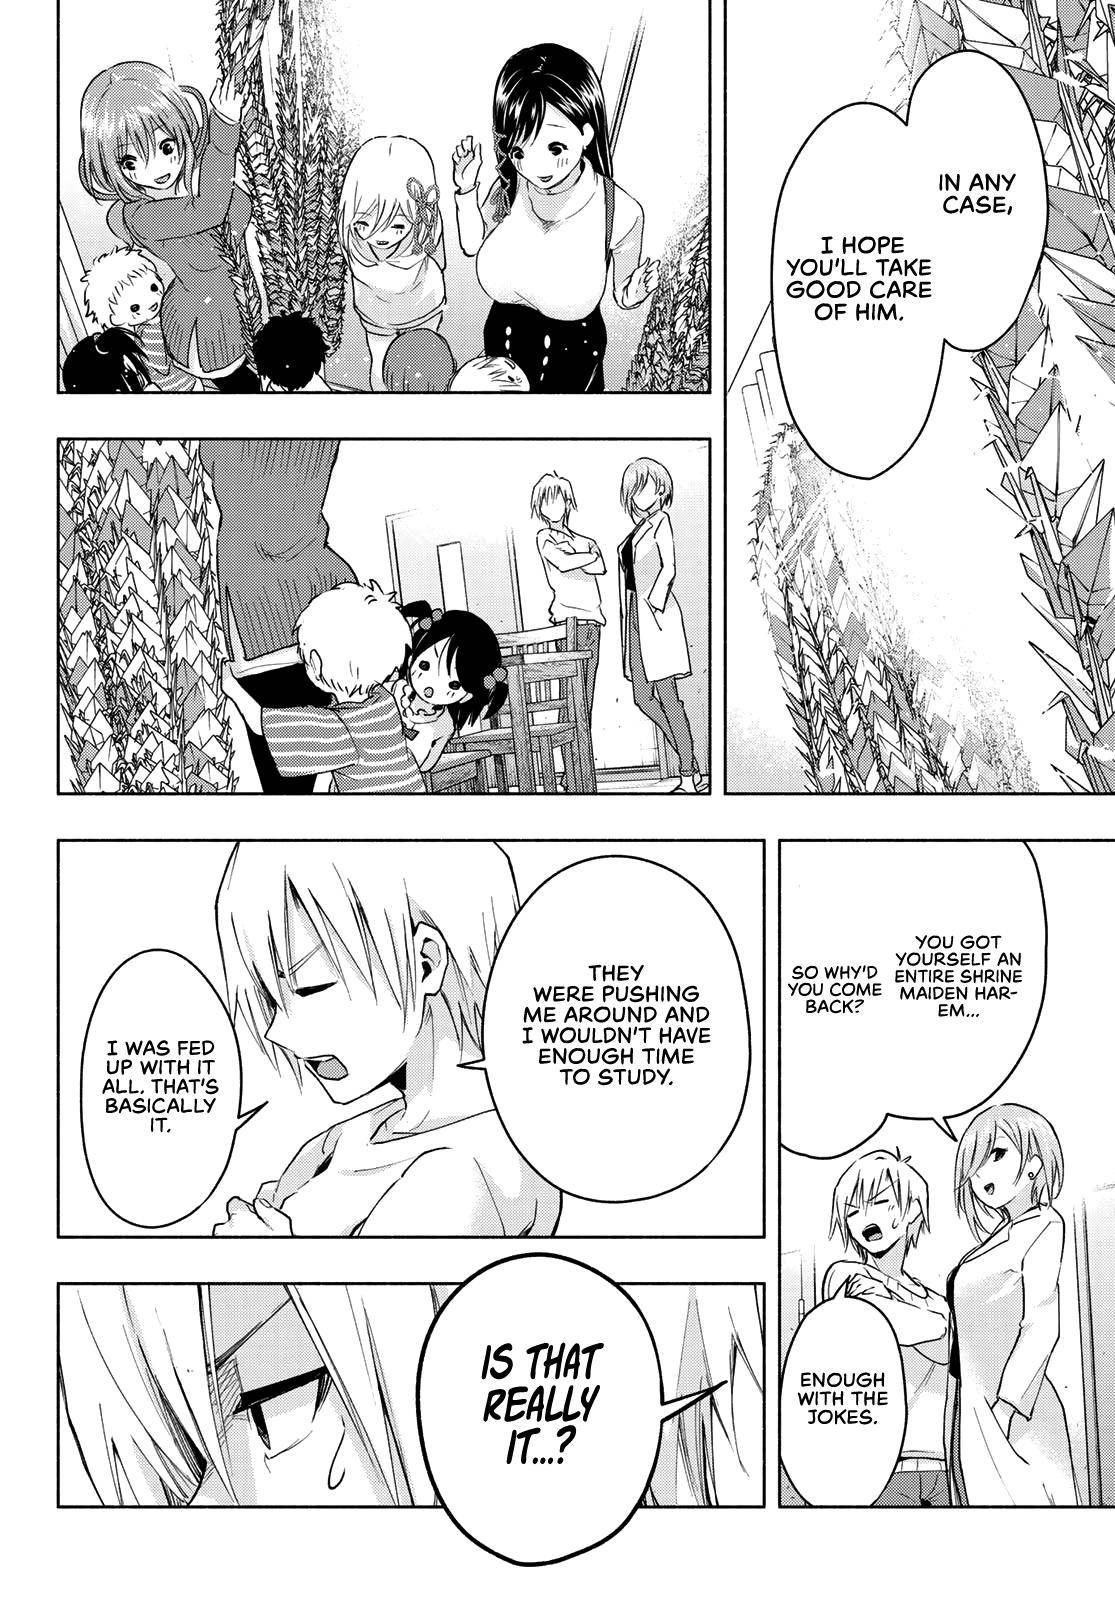 IN ANY
CASE,
I HOPE
YOU'LL TAKE
GOOD CARE
OF HIM.
YOU GOT
YOURSELF AN
ENTIRE SHRINE
MAIDEN HAR-
EM...
SO WHY'D
YOU COME
BACK?
ENOUGH
WITH THE
JOKES.
THEY
WERE PUSHING
ME AROUND AND
I WOULDN'T HAVE
ENOUGH TIME
TO STUDY.
I WAS FED
UP WITH IT
ALL. THAT'S
BASICALLY
IT.
IS THAT
REALLY
IT...?